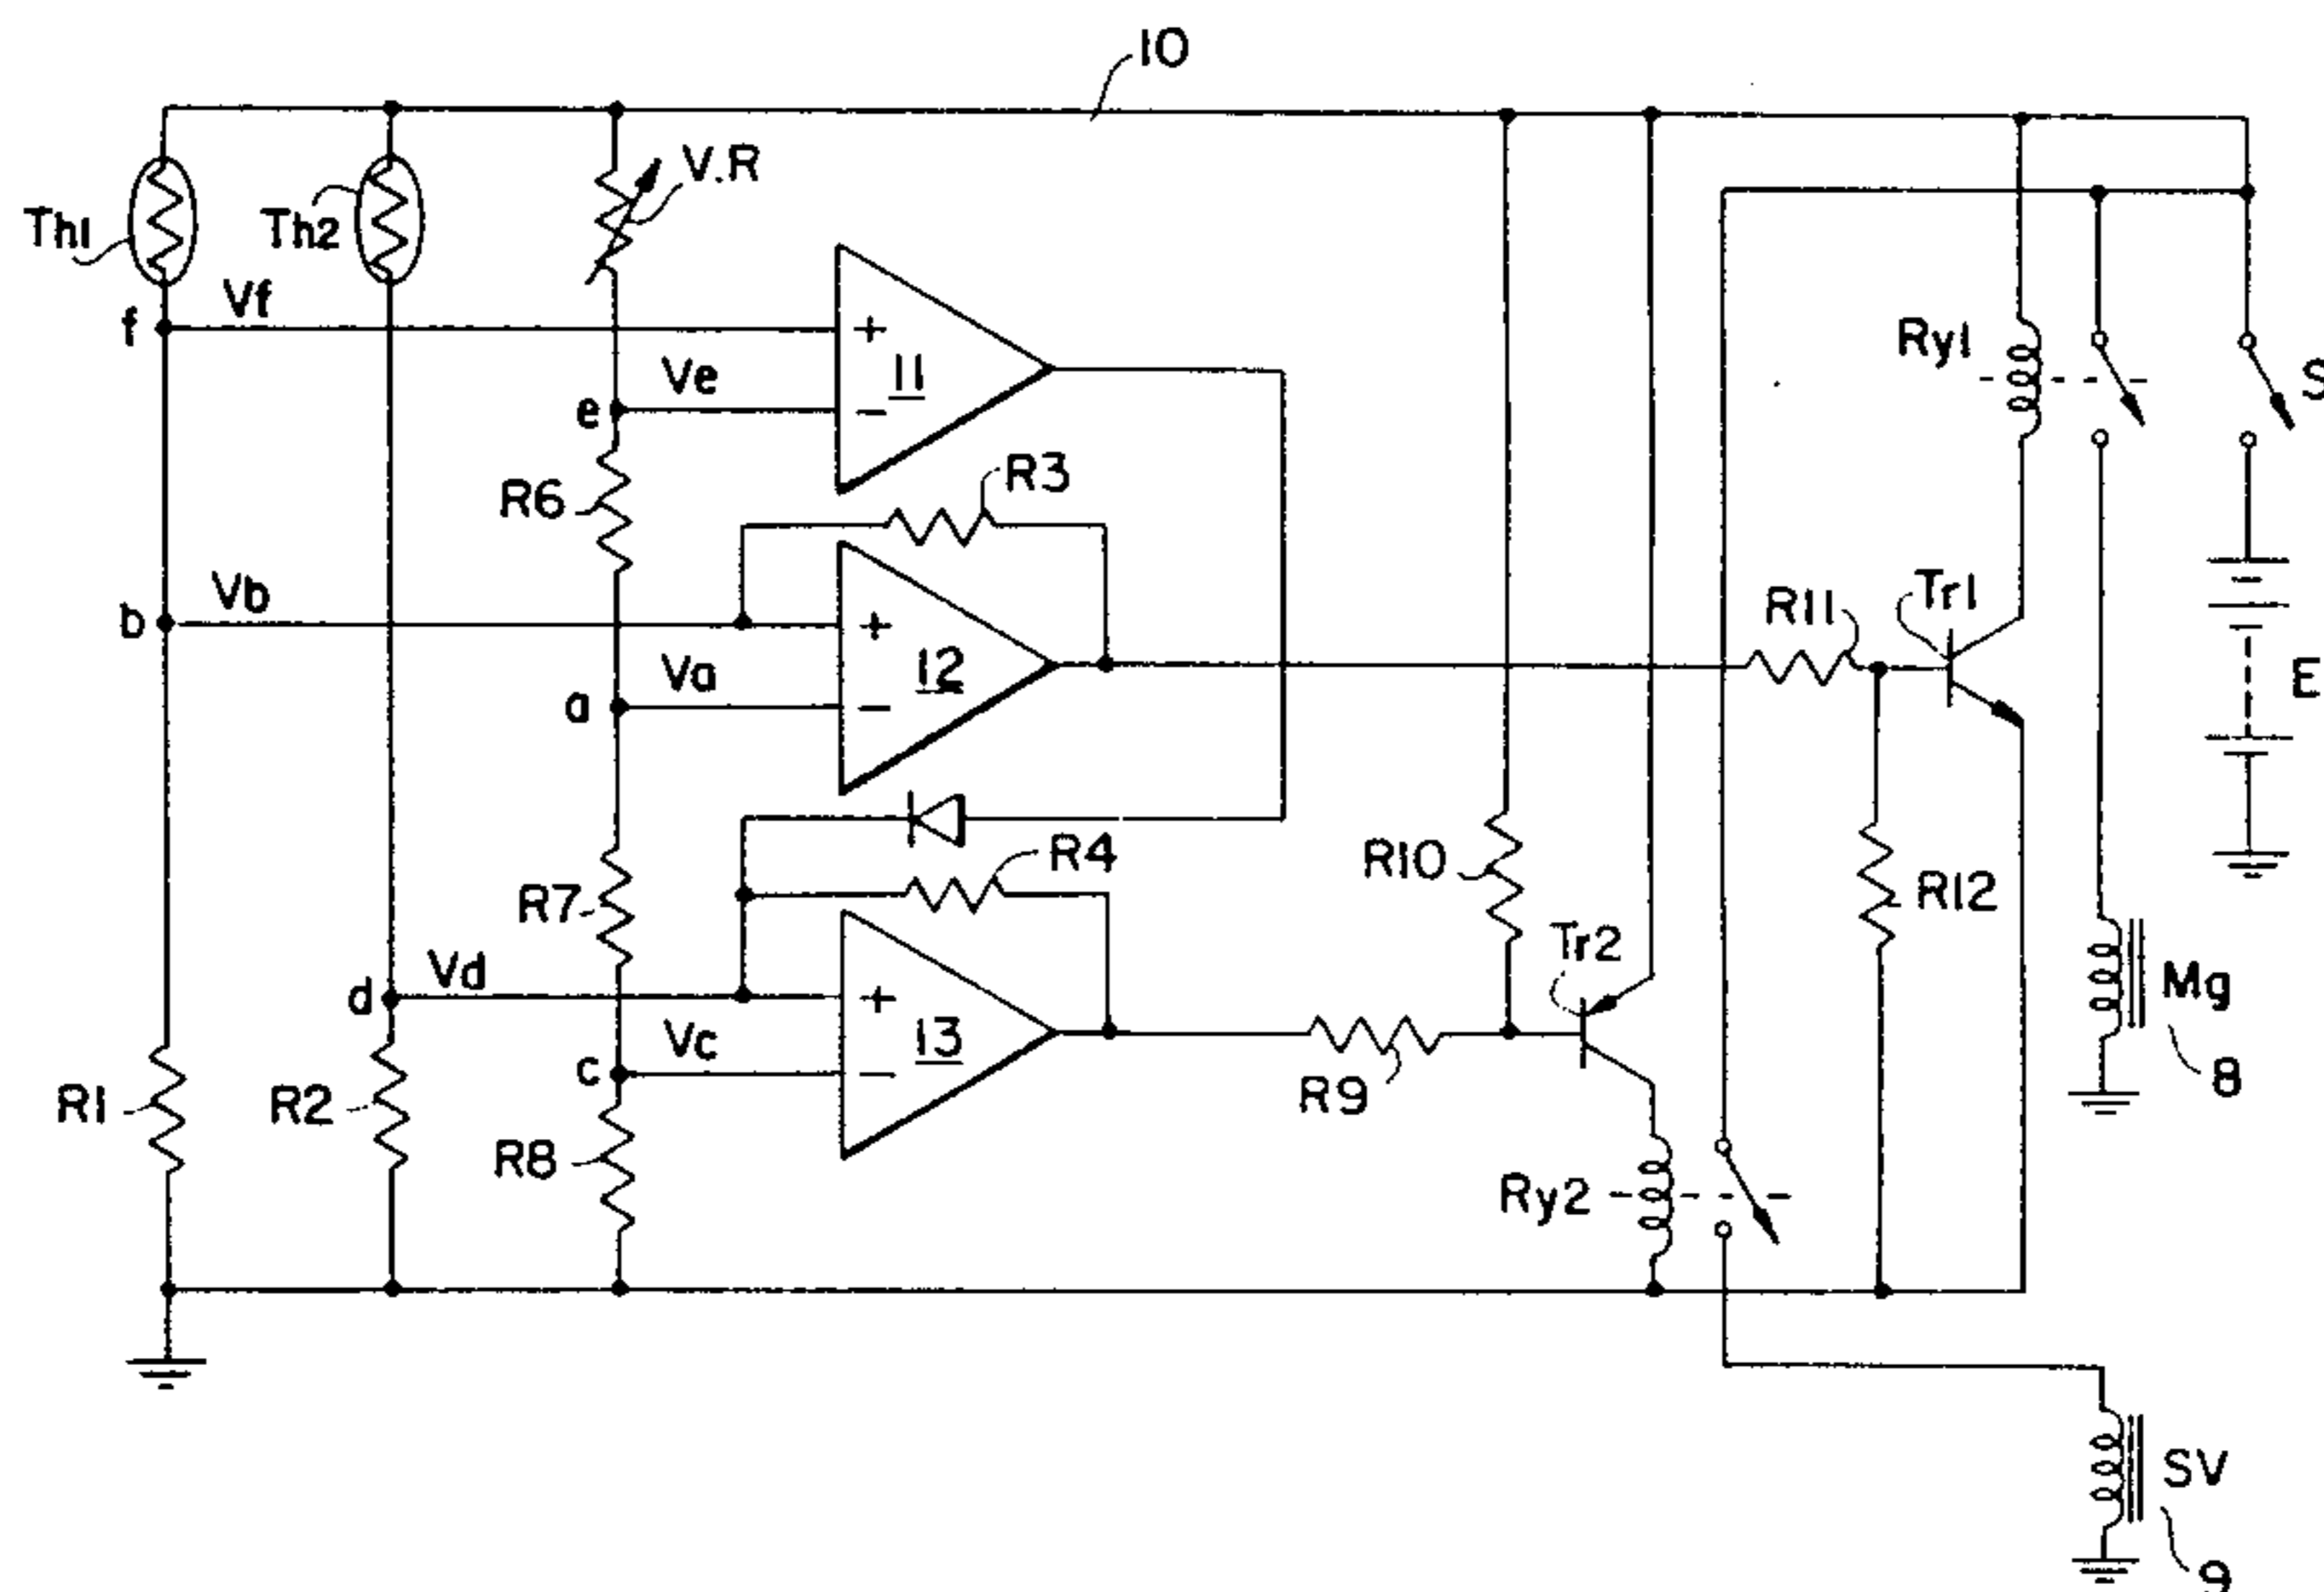 10
V.R
Th1
Th2
Vf
f
+
11
Ry1
S
Ve
e
−
R3
R6
Vb
b
+
R11
Tr1
12
Va
a
−
E
R4
R10
R7
R12
Tr2
Vd
d
+
13
Mg
Vc
c
−
R9
8
R1
R2
R8
Ry2
SV
9